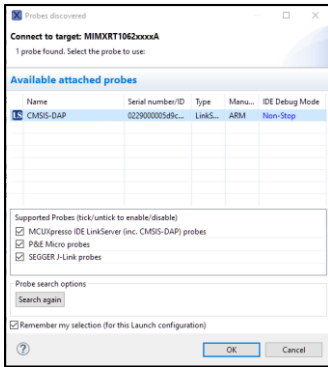 Probes discovered
Connect to target: MIMXRT1062xxxxA
1 probe found. Select the probe to use:
Available attached probes
Name Serial number/ID Type Manu... IDE Debug Mode
LS CMSIS-DAP 0229000005d9c... LinkS... ARM Non-Stop
Supported Probes (tick/untick to enable/disable)
MCUXpresso IDE LinkServer (inc. CMSIS-DAP) probes
P&E Micro probes
SEGGER J-Link probes
Probe search options
Search again
Remember my selection (for this Launch configuration)
? OK Cancel